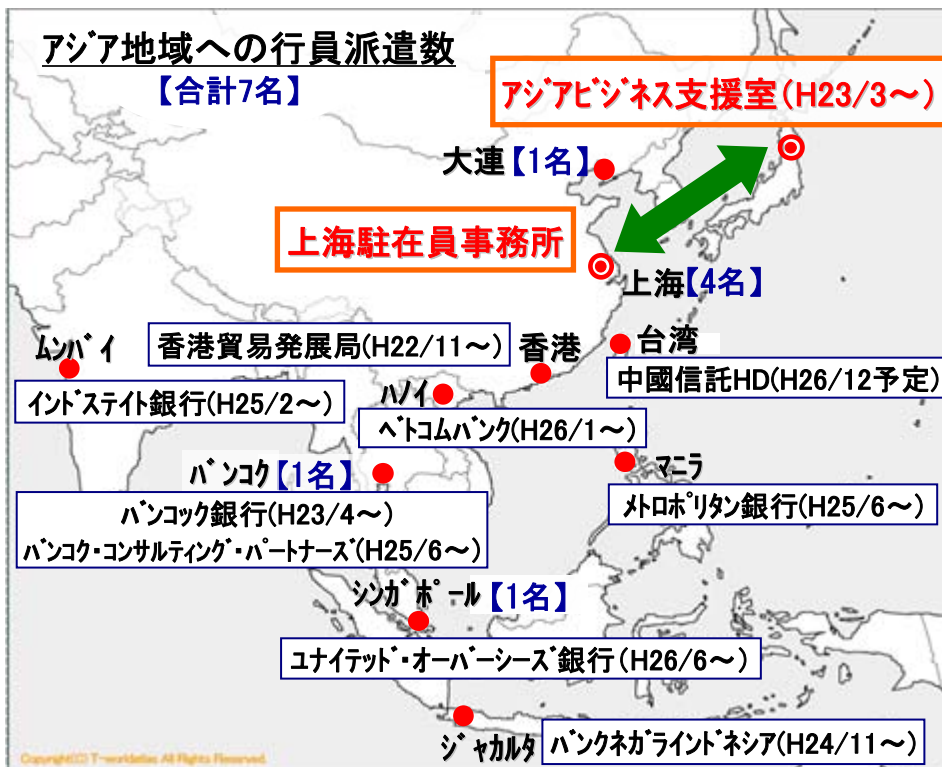 アジア地域への行員派遣数
【合計7名】
アジアビジネス支援室(H23/3～)
大連【1名】
上海駐在員事務所
上海【4名】
ムンバイ
香港貿易発展局(H22/11～)
香港
台湾
中國信託HD(H26/12予定)
インドステイト銀行(H25/2～)
ハノイ
ベトコムバンク(H26/1～)
バンコク【1名】
マニラ
メトロポリタン銀行(H25/6～)
バンコック銀行(H23/4～)
バンコク・コンサルティング・パートナーズ(H25/6～)
シンガポール【1名】
ユナイテッド・オーバーシーズ銀行(H26/6～)
ジャカルタ
バンクネガラインドネシア(H24/11～)
Copyright(C) T-worldatlas All Rights Reserved.